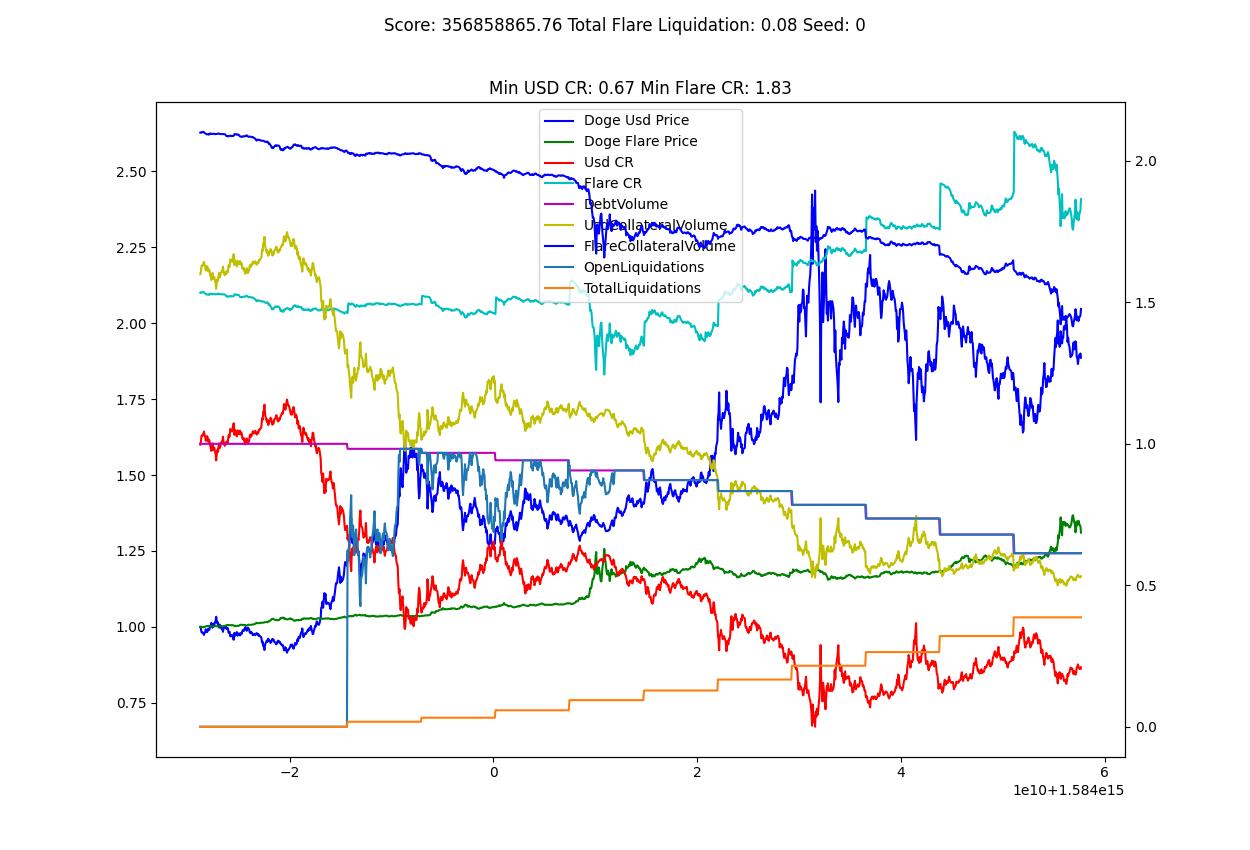 Score: 356858865.76 Total Flare Liquidation: 0.08 Seed: 0
Min USD CR: 0.67 Min Flare CR: 1.83
Doge Usd Price
Doge Flare Price
Usd CR
Flare CR
DebtVolume
UsdCollateralVolume
FlareCollateralVolume
OpenLiquidations
TotalLiquidations
2.50
2.25
2.00
1.75
1.50
1.25
1.00
0.75
2.0
1.5
1.0
0.5
0.0
−2
0
2
4
6
1e10+1.584e15